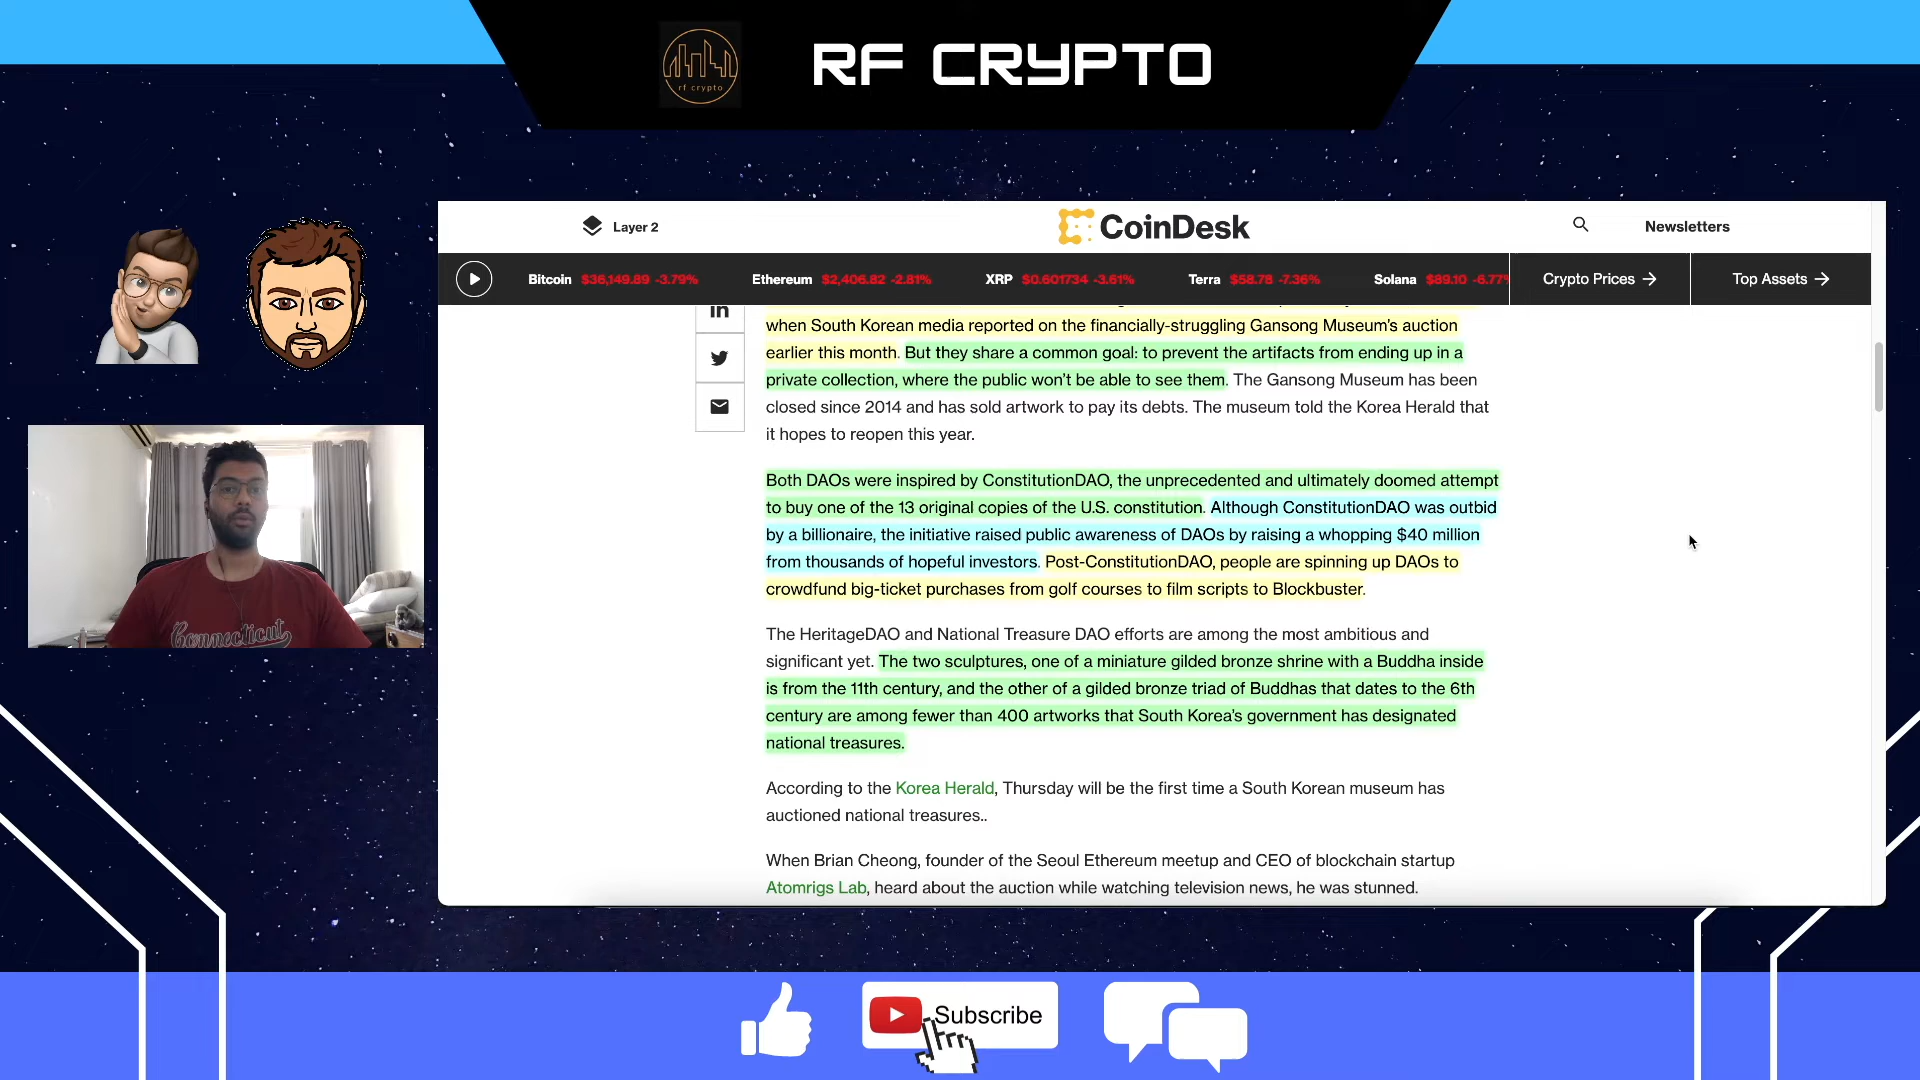 RF CRYPTO
rf crypto
Layer 2
CoinDesk
Newsletters
Bitcoin $36,149.89 -3.79% Ethereum $2,406.82 -2.81% XRP $0.601734 -3.61% Terra $58.78 -7.36% Solana $89.10 -6.77% Crypto Prices → Top Assets →
in
when South Korean media reported on the financially-struggling Gansong Museum's auction
earlier this month. But they share a common goal: to prevent the artifacts from ending up in a
private collection, where the public won't be able to see them. The Gansong Museum has been
closed since 2014 and has sold artwork to pay its debts. The museum told the Korea Herald that
it hopes to reopen this year.
Both DAOs were inspired by ConstitutionDAO, the unprecedented and ultimately doomed attempt
to buy one of the 13 original copies of the U.S. constitution. Although ConstitutionDAO was outbid
by a billionaire, the initiative raised public awareness of DAOs by raising a whopping $40 million
from thousands of hopeful investors. Post-ConstitutionDAO, people are spinning up DAOs to
crowdfund big-ticket purchases from golf courses to film scripts to Blockbuster.
The HeritageDAO and National Treasure DAO efforts are among the most ambitious and
significant yet. The two sculptures, one of a miniature gilded bronze shrine with a Buddha inside
is from the 11th century, and the other of a gilded bronze triad of Buddhas that dates to the 6th
century are among fewer than 400 artworks that South Korea's government has designated
national treasures.
According to the Korea Herald, Thursday will be the first time a South Korean museum has
auctioned national treasures..
When Brian Cheong, founder of the Seoul Ethereum meetup and CEO of blockchain startup
Atomrigs Lab, heard about the auction while watching television news, he was stunned.
Connecticut
Subscribe